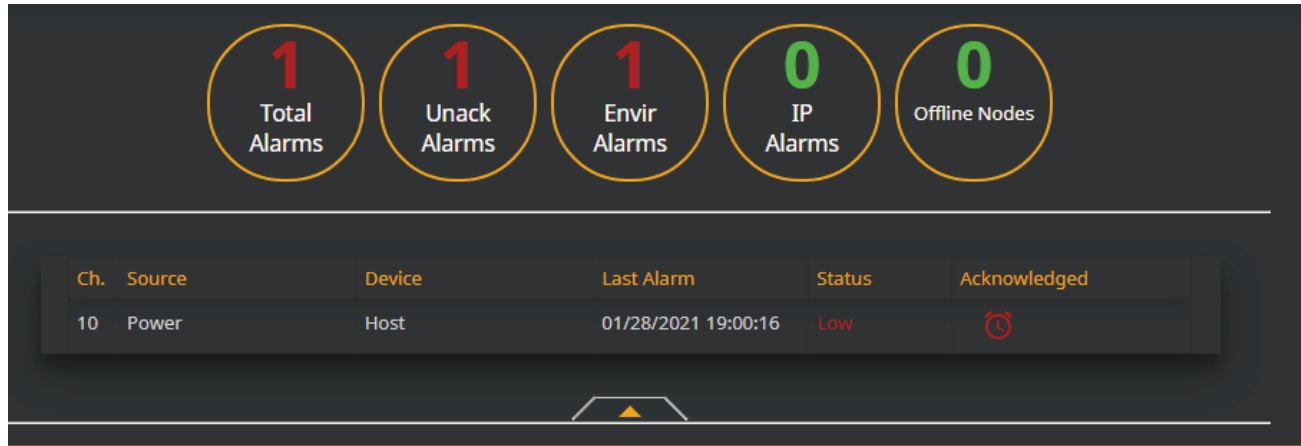 1
Total
Alarms
1
Unack
Alarms
1
Envir
Alarms
0
IP
Alarms
0
Offline Nodes
Ch. Source Device Last Alarm Status Acknowledged
10 Power Host 01/28/2021 19:00:16 Low